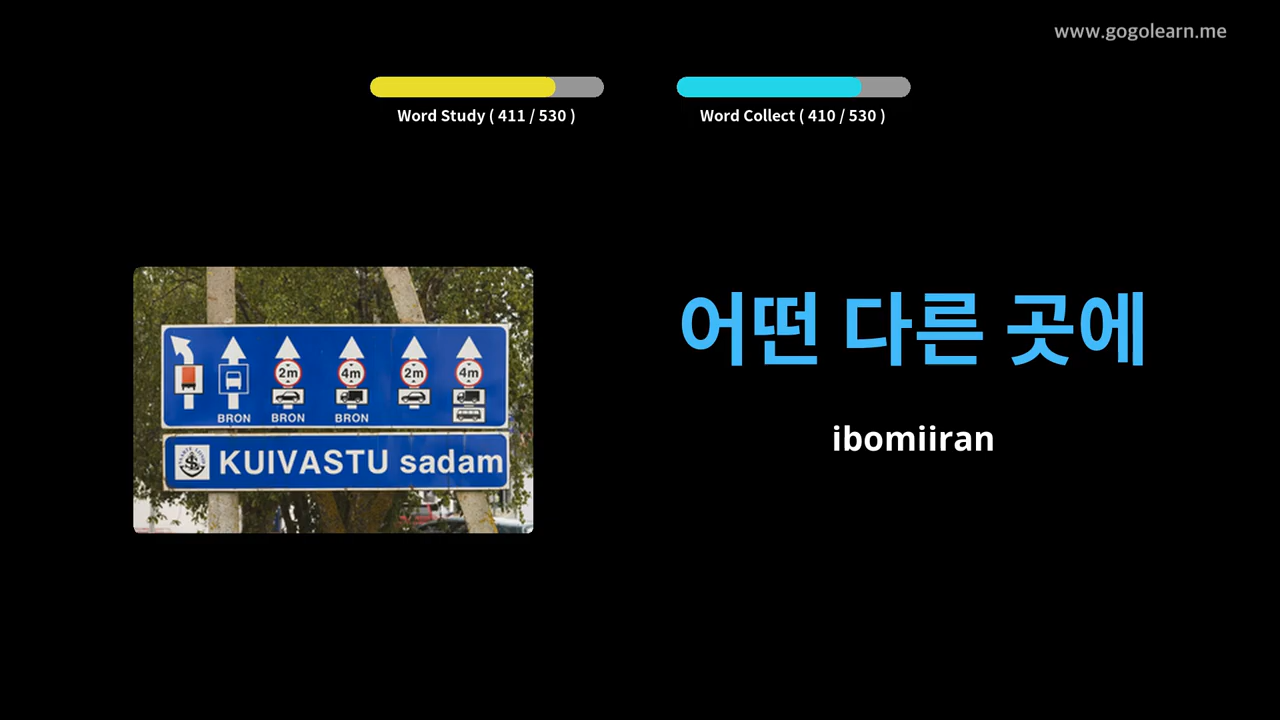 www.gogolearn.me
Word Study ( 411 / 530 )
Word Collect ( 410 / 530 )
어떤 다른 곳에
ibomiiran
2m 4m 2m 4m
BRON BRON BRON
KUIVASTU sadam